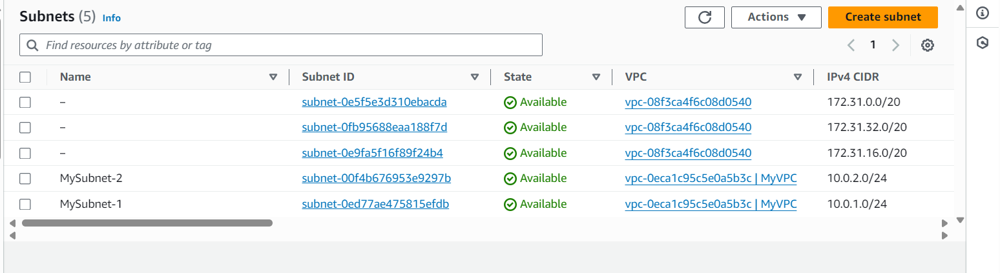 Subnets (5) Info Actions Create subnet
Find resources by attribute or tag 1
Name Subnet ID State VPC IPv4 CIDR
– subnet-0e5f5e3d310ebacda Available vpc-08f3ca4f6c08d0540 172.31.0.0/20
– subnet-0fb95688eaa188f7d Available vpc-08f3ca4f6c08d0540 172.31.32.0/20
– subnet-0e9fa5f16f89f24b4 Available vpc-08f3ca4f6c08d0540 172.31.16.0/20
MySubnet-2 subnet-00f4b676953e9297b Available vpc-0eca1c95c5e0a5b3c | MyVPC 10.0.2.0/24
MySubnet-1 subnet-0ed77ae475815efdb Available vpc-0eca1c95c5e0a5b3c | MyVPC 10.0.1.0/24